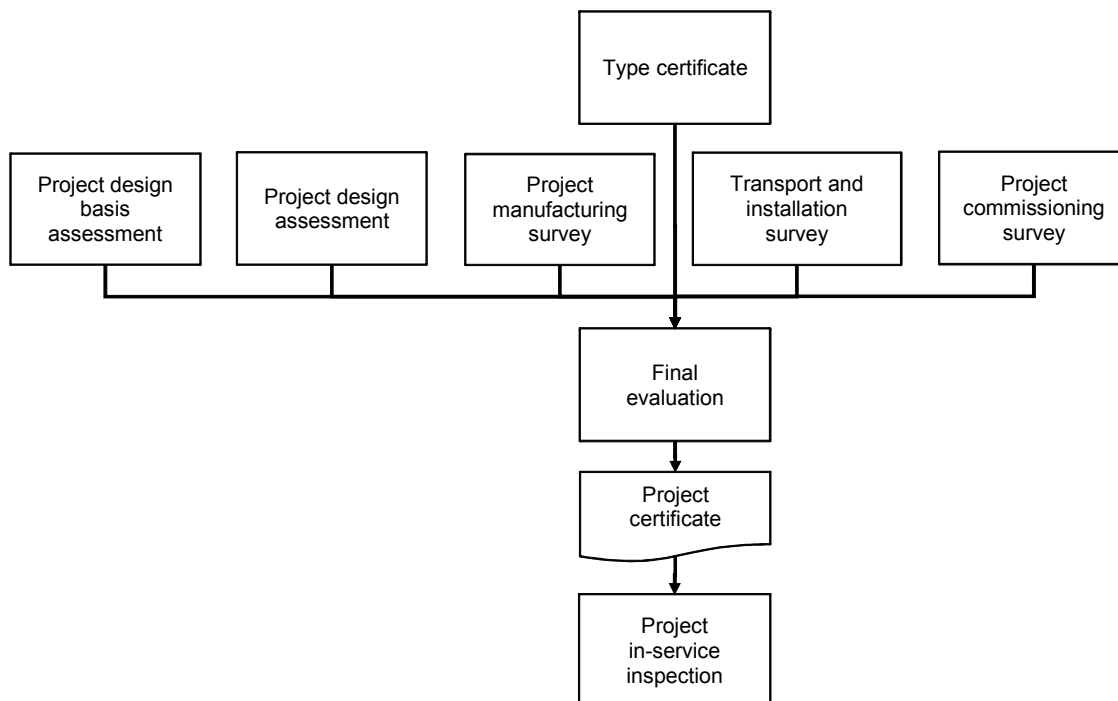 Type certificate
Project design
basis
assessment
Project design
assessment
Project
manufacturing
survey
Transport and
installation
survey
Project
commissioning
survey
Final
evaluation
Project
certificate
Project
in-service
inspection